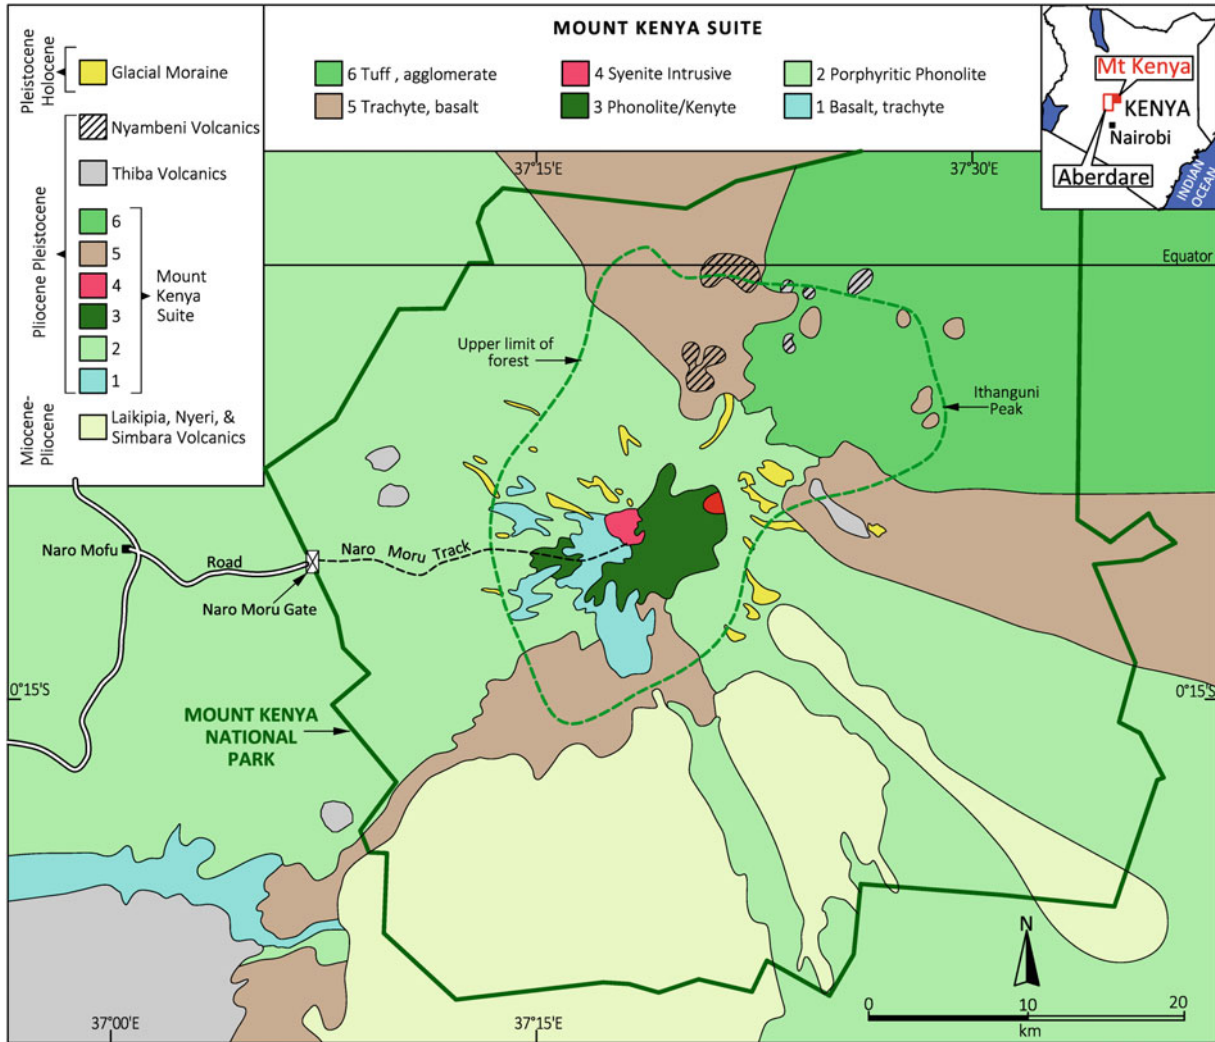 MOUNT KENYA SUITE
6 Tuff , agglomerate
4 Syenite Intrusive
2 Porphyritic Phonolite
5 Trachyte, basalt
3 Phonolite/Kenyte
1 Basalt, trachyte
Pleistocene
Holocene
Glacial Moraine
Pliocene Pleistocene
Nyambeni Volcanics
Thiba Volcanics
6
5
4
3
2
1
Mount
Kenya
Suite
Miocene-
Pliocene
Laikipia, Nyeri, &
Simbara Volcanics
Mt Kenya
KENYA
Nairobi
Aberdare
INDIAN
OCEAN
37°15'E
37°30'E
Equator
Upper limit of
forest
Ithanguni
Peak
Naro Mofu
Road
Naro Moru Track
Naro Moru Gate
0°15'S
0°15'S
MOUNT KENYA
NATIONAL
PARK
N
0
10
20
km
37°00'E
37°15'E